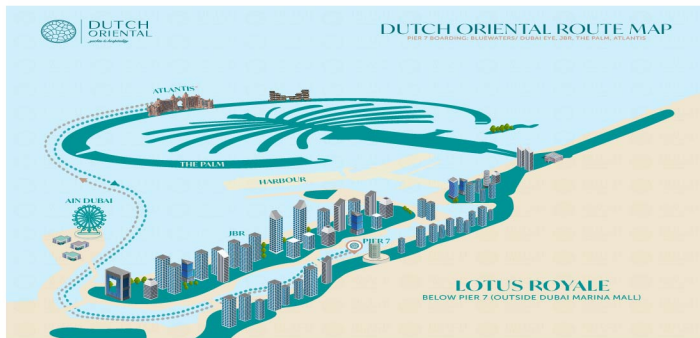 DUTCH
ORIENTAL
DUTCH ORIENTAL ROUTE MAP
PIER 7 BOARDING: BLUEWATERS/ DUBAI EYE, JBR, THE PALM, ATLANTIS
ATLANTIS
THE PALM
HARBOUR
AIN DUBAI
JBR
PIER 7
LOTUS ROYALE
BELOW PIER 7 (OUTSIDE DUBAI MARINA MALL)